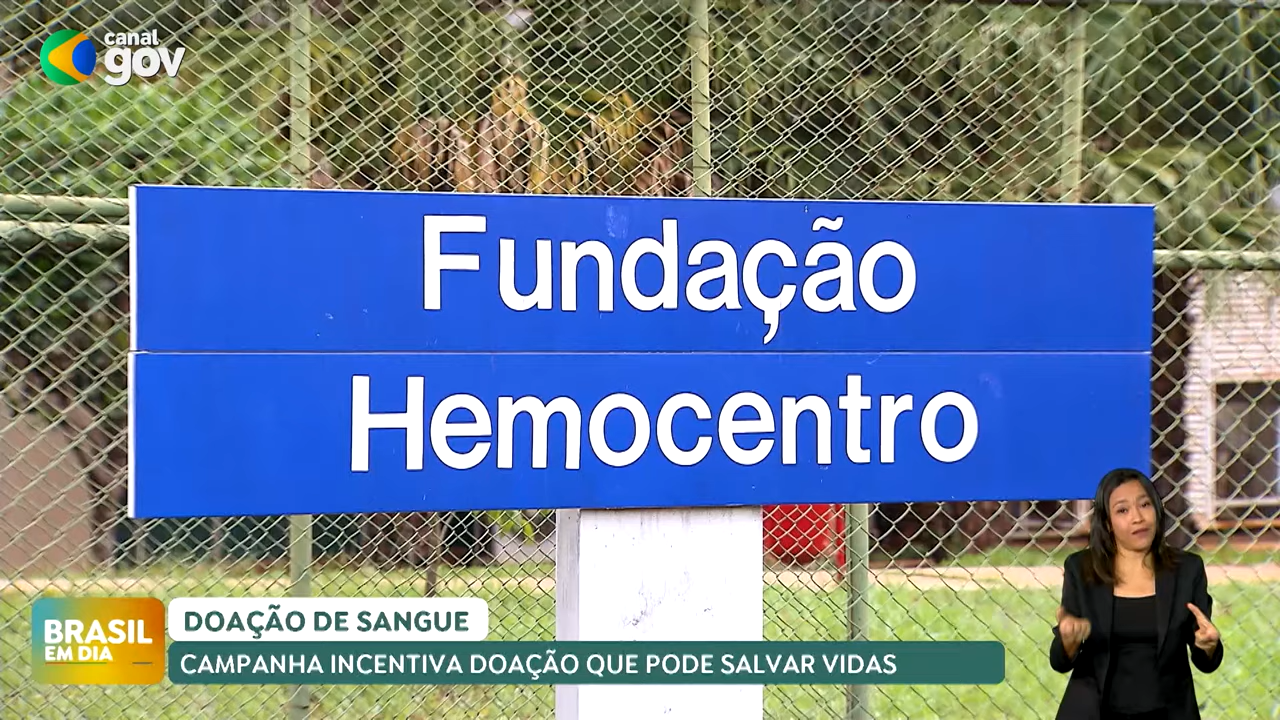 canal
gov
Fundação
Hemocentro
BRASIL
EM DIA
DOAÇÃO DE SANGUE
CAMPANHA INCENTIVA DOAÇÃO QUE PODE SALVAR VIDAS